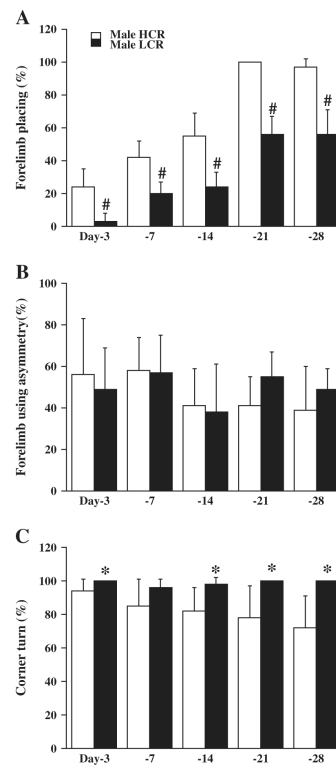 A
120
100
80
60
40
20
0
Forelimb placing (%)
Male HCR
Male LCR
# # # # #
Day-3 -7 -14 -21 -28
B
100
80
60
40
20
0
Forelimb using asymmetry(%)
Day-3 -7 -14 -21 -28
C
120
100
80
60
40
20
0
Corner turn (%)
* * * *
Day-3 -7 -14 -21 -28